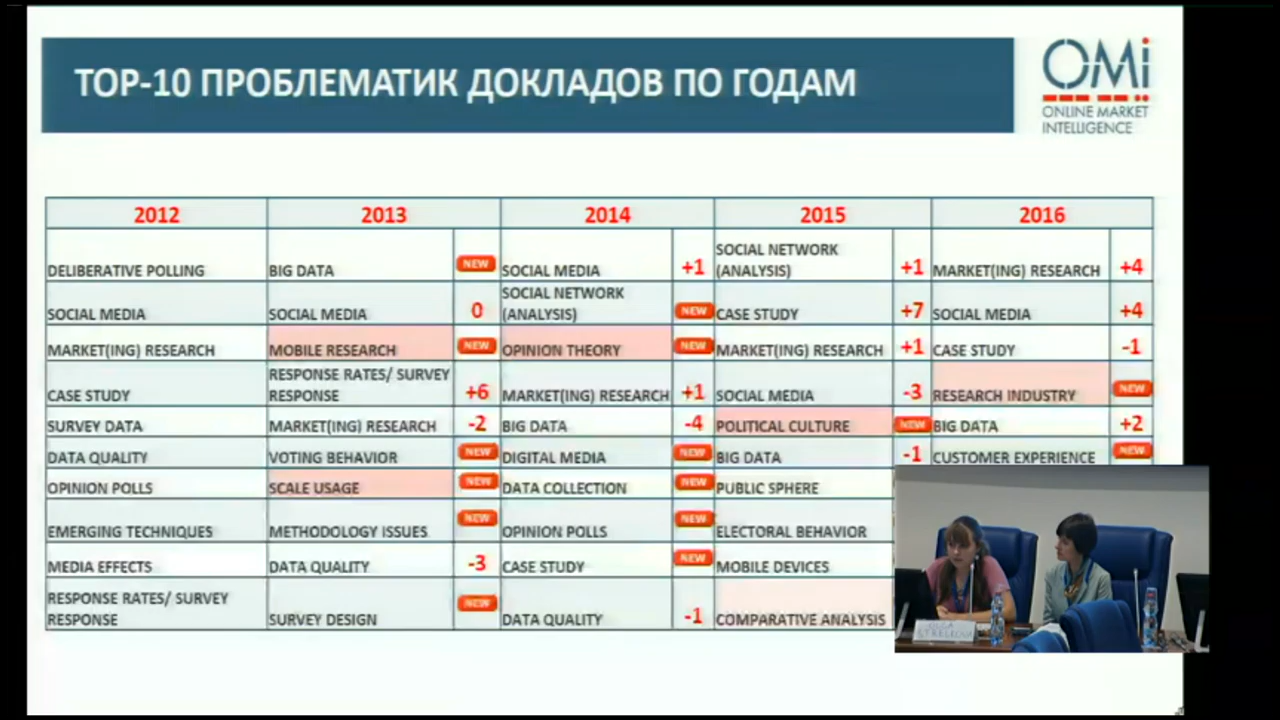 TOP-10 ПРОБЛЕМАТИК ДОКЛАДОВ ПО ГОДАМ
OMi
ONLINE MARKET
INTELLIGENCE
2012 2013 2014 2015 2016
DELIBERATIVE POLLING BIG DATA NEW SOCIAL MEDIA +1 SOCIAL NETWORK (ANALYSIS) +1 MARKET(ING) RESEARCH +4
SOCIAL MEDIA SOCIAL MEDIA 0 SOCIAL NETWORK (ANALYSIS) NEW CASE STUDY +7 SOCIAL MEDIA +4
MARKET(ING) RESEARCH MOBILE RESEARCH NEW OPINION THEORY NEW MARKET(ING) RESEARCH +1 CASE STUDY -1
CASE STUDY RESPONSE RATES/ SURVEY RESPONSE +6 MARKET(ING) RESEARCH +1 SOCIAL MEDIA -3 RESEARCH INDUSTRY NEW
SURVEY DATA MARKET(ING) RESEARCH -2 BIG DATA -4 POLITICAL CULTURE NEW BIG DATA +2
DATA QUALITY VOTING BEHAVIOR NEW DIGITAL MEDIA NEW BIG DATA -1 CUSTOMER EXPERIENCE NEW
OPINION POLLS SCALE USAGE NEW DATA COLLECTION NEW PUBLIC SPHERE
EMERGING TECHNIQUES METHODOLOGY ISSUES NEW OPINION POLLS NEW ELECTORAL BEHAVIOR
MEDIA EFFECTS DATA QUALITY -3 CASE STUDY NEW MOBILE DEVICES
RESPONSE RATES/ SURVEY RESPONSE SURVEY DESIGN NEW DATA QUALITY -1 COMPARATIVE ANALYSIS